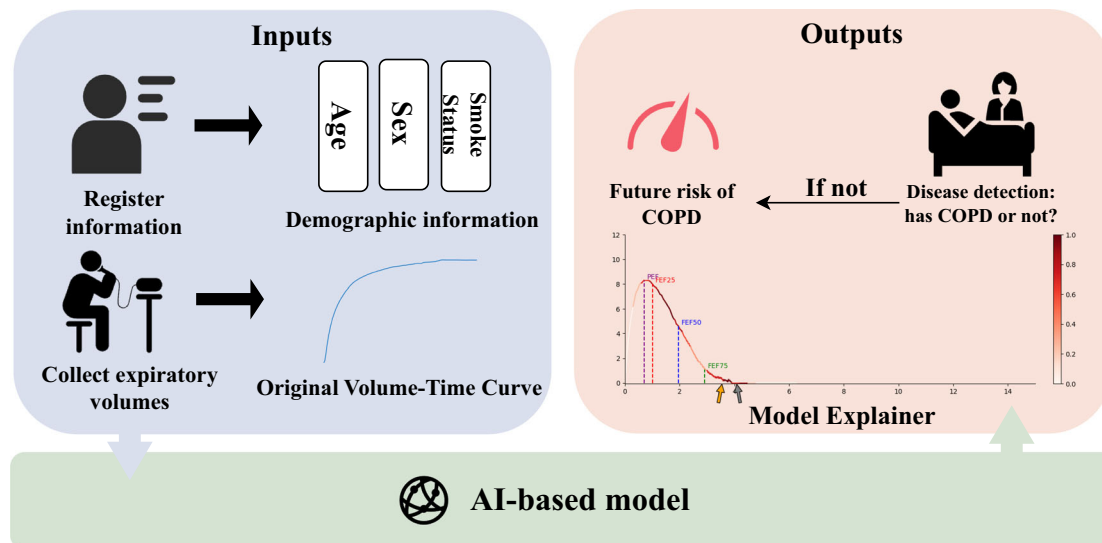 Inputs
Age
Sex
Smoke
Status
Register
information
Demographic information
Collect expiratory
volumes
Original Volume-Time Curve
Outputs
Future risk of
COPD
If not
Disease detection:
has COPD or not?
12
10
8
6
4
2
0
0
2
4
6
8
10
12
14
PEF
FEF25
FEF50
FEF75
1.0
0.8
0.6
0.4
0.2
0.0
Model Explainer
AI-based model